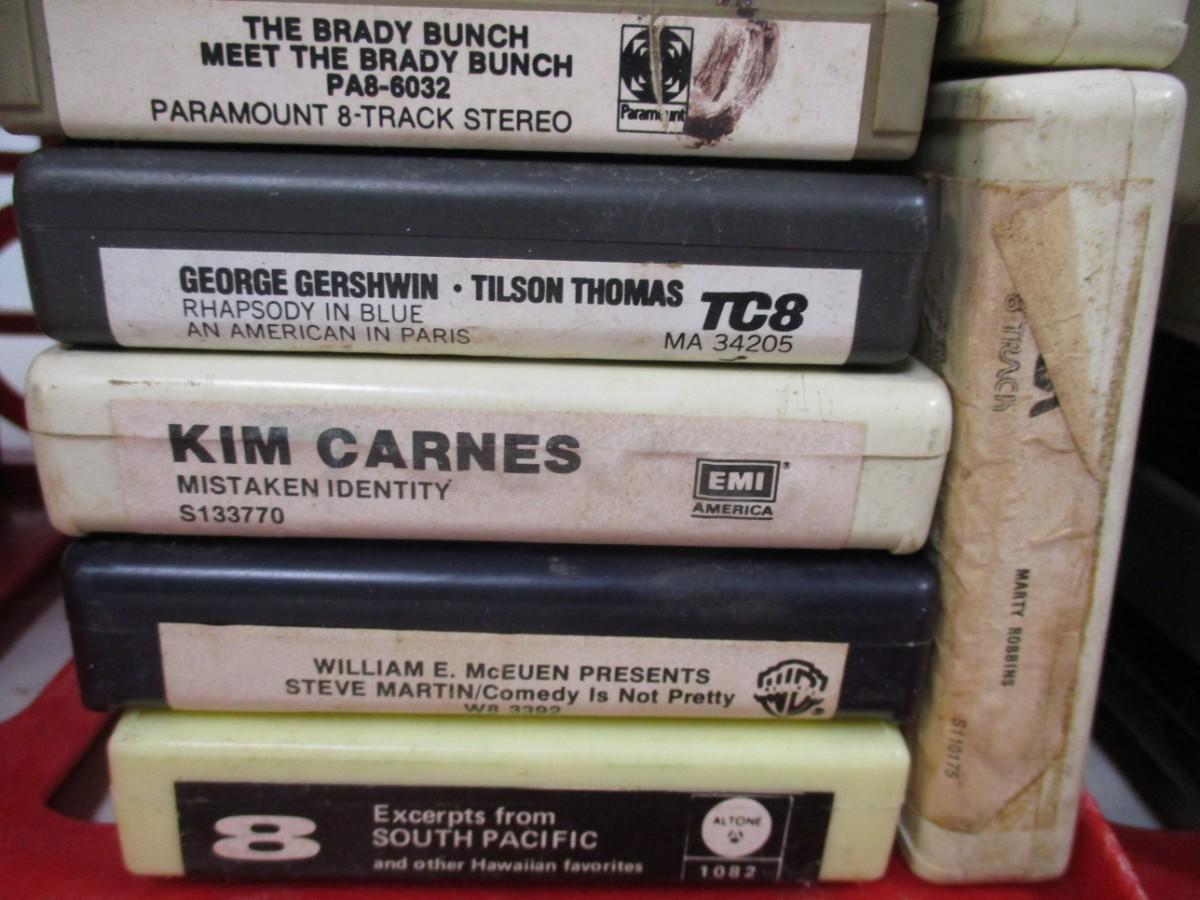 THE BRADY BUNCH
MEET THE BRADY BUNCH
PA8-6032
PARAMOUNT 8-TRACK STEREO
Paramount
GEORGE GERSHWIN • TILSON THOMAS
RHAPSODY IN BLUE
AN AMERICAN IN PARIS
TC8
MA 34205
KIM CARNES
MISTAKEN IDENTITY
S133770
EMI
AMERICA
WILLIAM E. McEUEN PRESENTS
STEVE MARTIN/Comedy Is Not Pretty
W8 3392
8
Excerpts from
SOUTH PACIFIC
and other Hawaiian favorites
ALTONE
1082
8 TRACK
MARTY ROBBINS
S110175